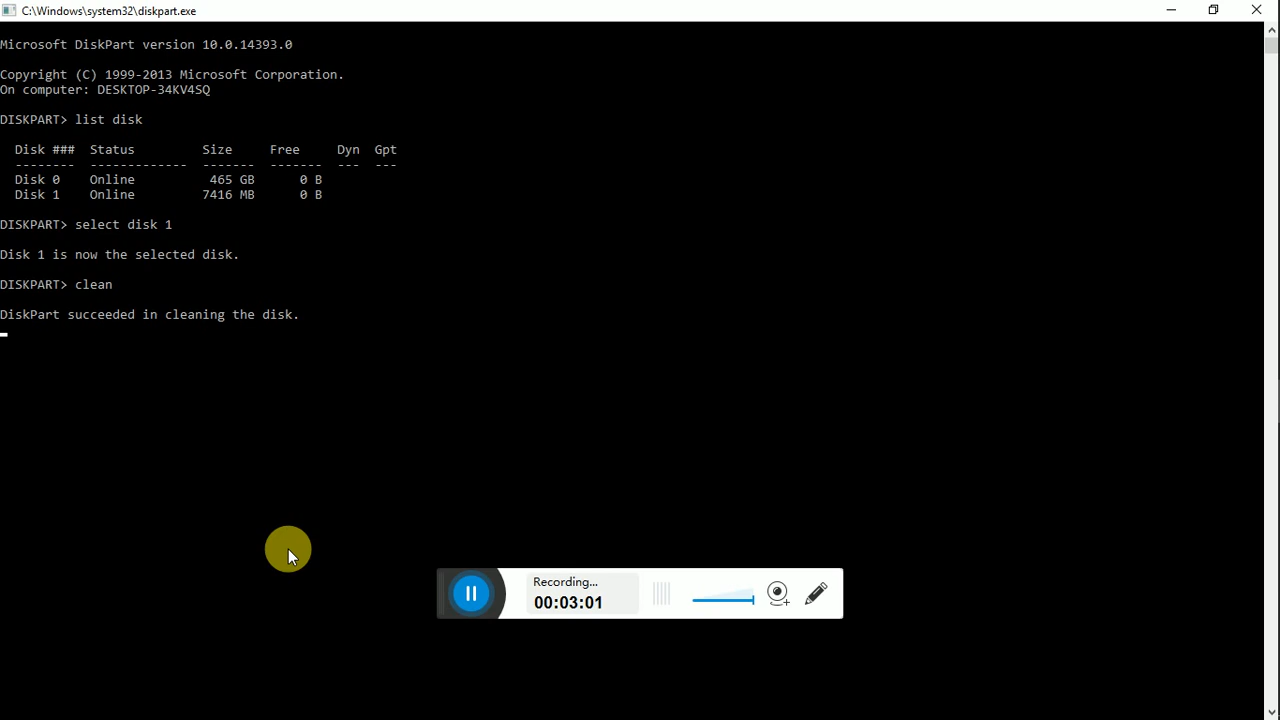 C:\Windows\system32\diskpart.exe
Microsoft DiskPart version 10.0.14393.0
Copyright (C) 1999-2013 Microsoft Corporation.
On computer: DESKTOP-34KV4SQ
DISKPART> list disk
Disk ###  Status         Size     Free     Dyn  Gpt
--------  -------------  -------  -------  ---  ---
Disk 0    Online          465 GB      0 B
Disk 1    Online         7416 MB      0 B
DISKPART> select disk 1
Disk 1 is now the selected disk.
DISKPART> clean
DiskPart succeeded in cleaning the disk.
Recording...
00:03:01